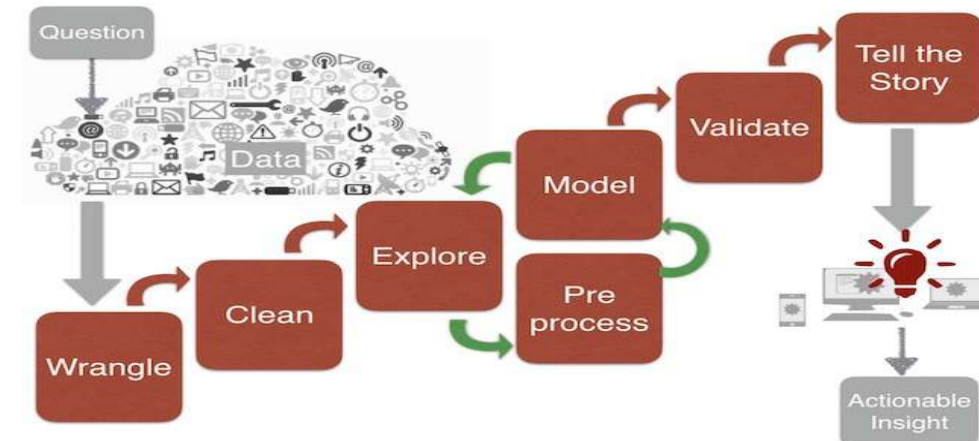 Question
Data
Wrangle
Clean
Explore
Pre
process
Model
Validate
Tell the
Story
Actionable
Insight